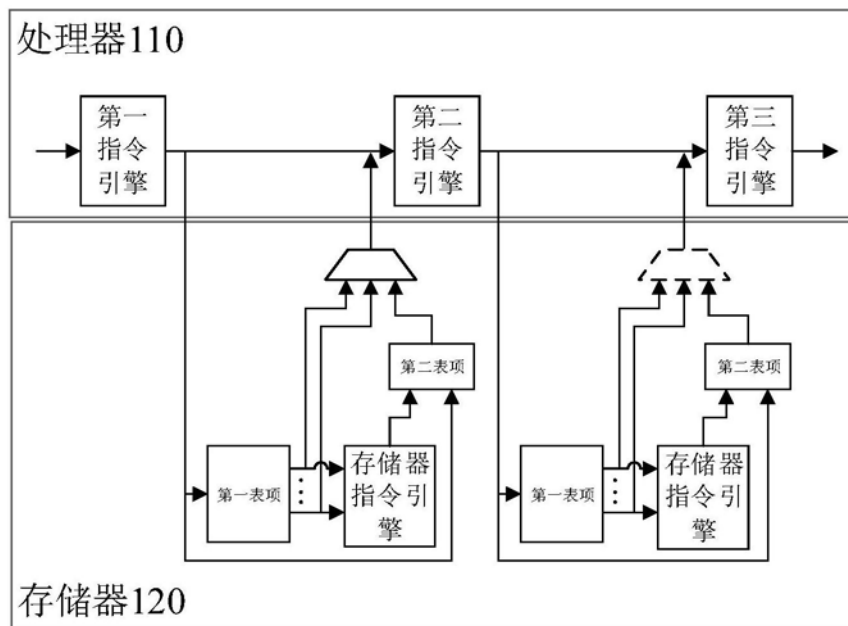 处理器110
第一
指令
引擎
第二
指令
引擎
第三
指令
引擎
第二表项
第二表项
第一表项
存储器
指令引
擎
第一表项
存储器
指令引
擎
存储器120